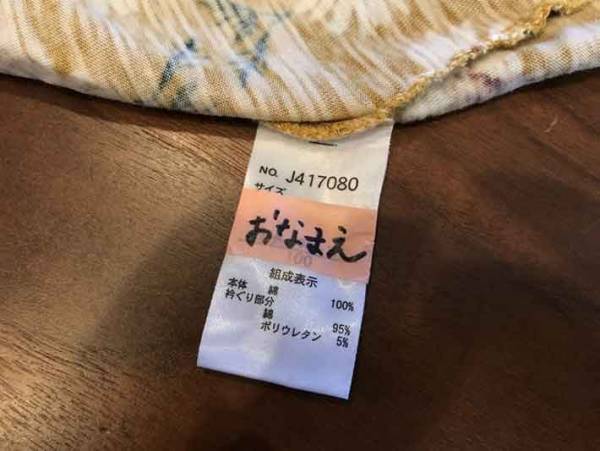 NO. J417080
サイズ
おなまえ
100
組成表示
本体 綿 100%
衿ぐり部分
綿 95%
ポリウレタン 5%